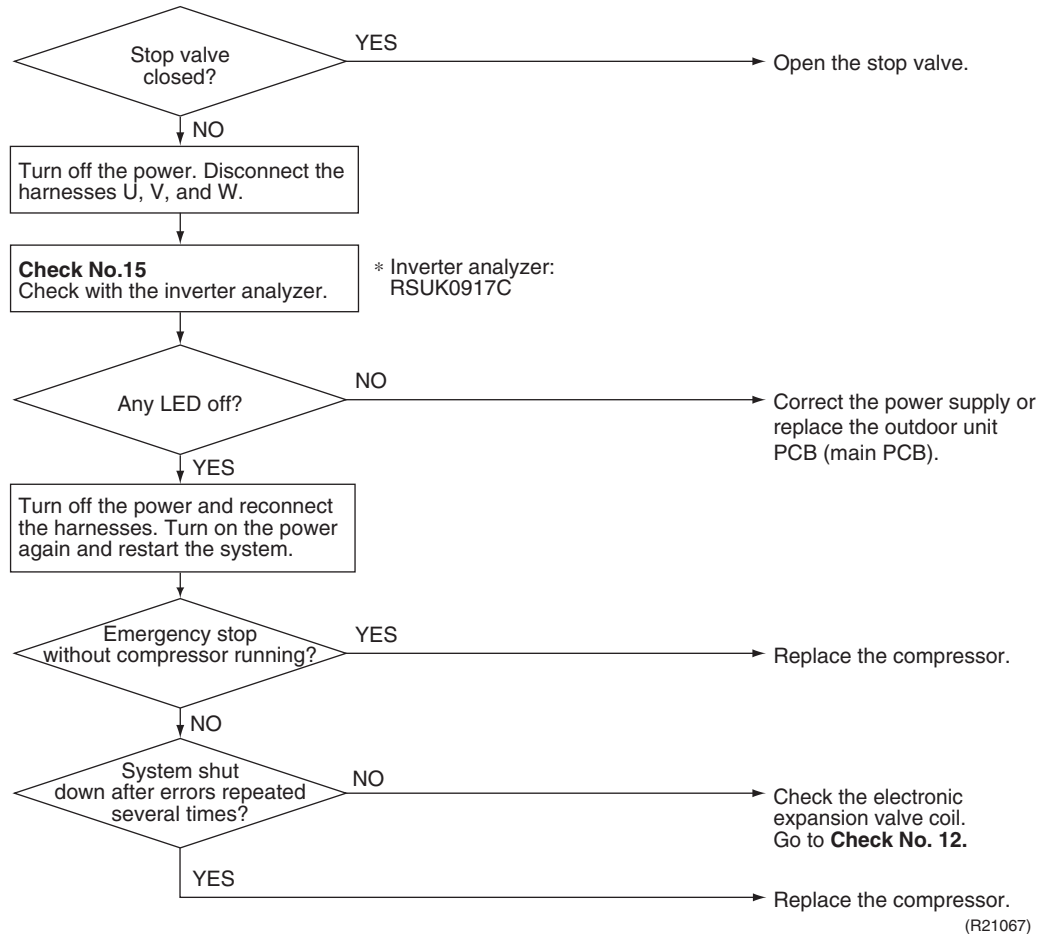 Stop valve
closed?
YES
Open the stop valve.
NO
Turn off the power. Disconnect the
harnesses U, V, and W.
Check No.15
Check with the inverter analyzer.
* Inverter analyzer:
RSUK0917C
Any LED off?
NO
Correct the power supply or
replace the outdoor unit
PCB (main PCB).
YES
Turn off the power and reconnect
the harnesses. Turn on the power
again and restart the system.
Emergency stop
without compressor running?
YES
Replace the compressor.
NO
System shut
down after errors repeated
several times?
NO
Check the electronic
expansion valve coil.
Go to Check No. 12.
YES
Replace the compressor.
(R21067)